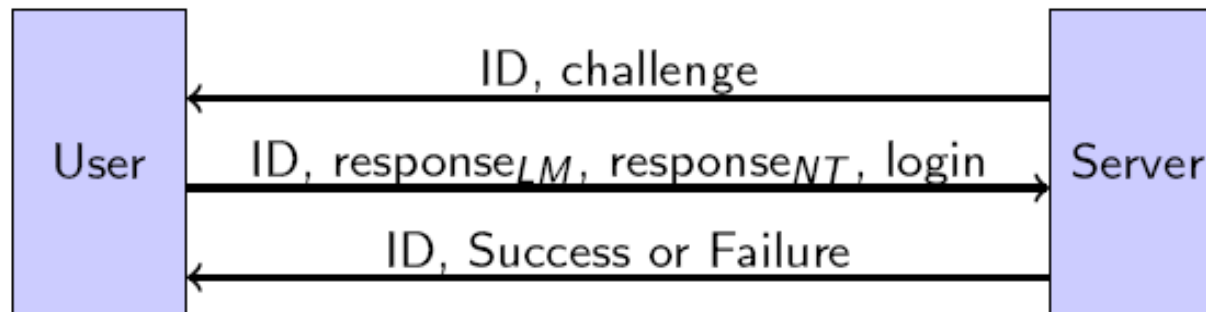 ID, challenge
User
ID, response_LM, response_NT, login
Server
ID, Success or Failure